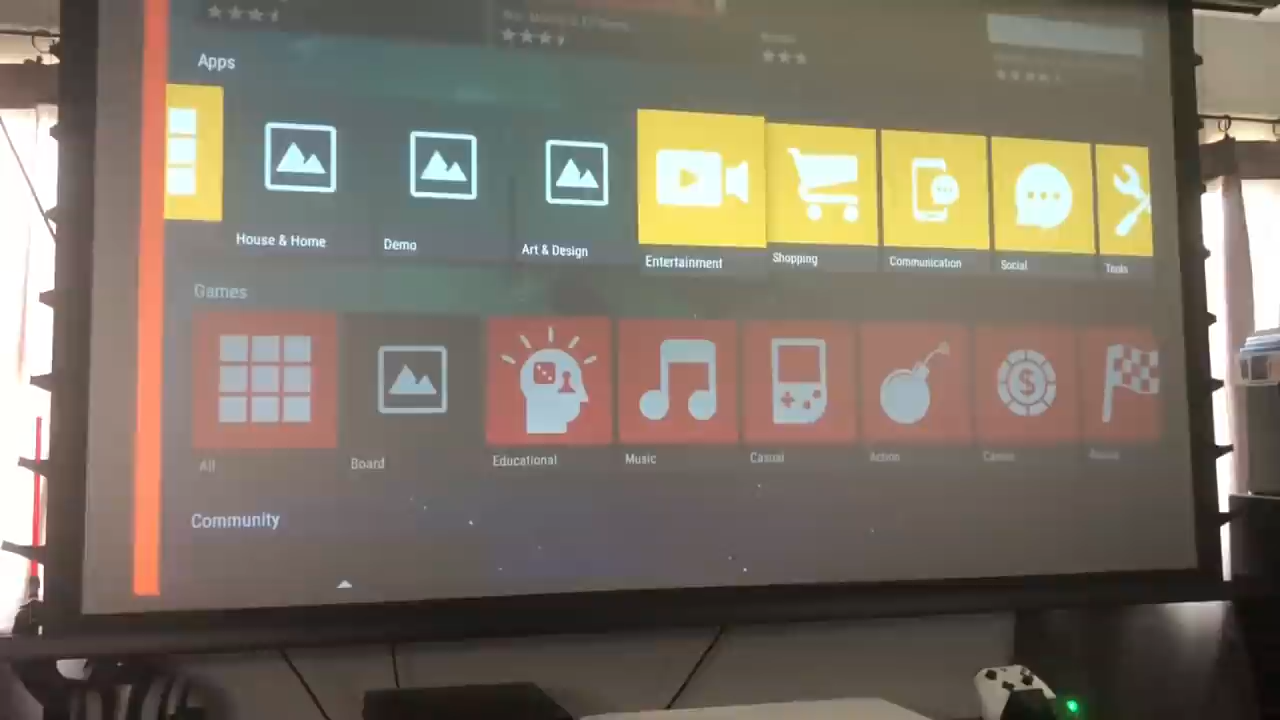 Apps
House & Home
Demo
Art & Design
Entertainment
Shopping
Communication
Social
Tools
Games
All
Board
Educational
Music
Casual
Action
Casino
Community